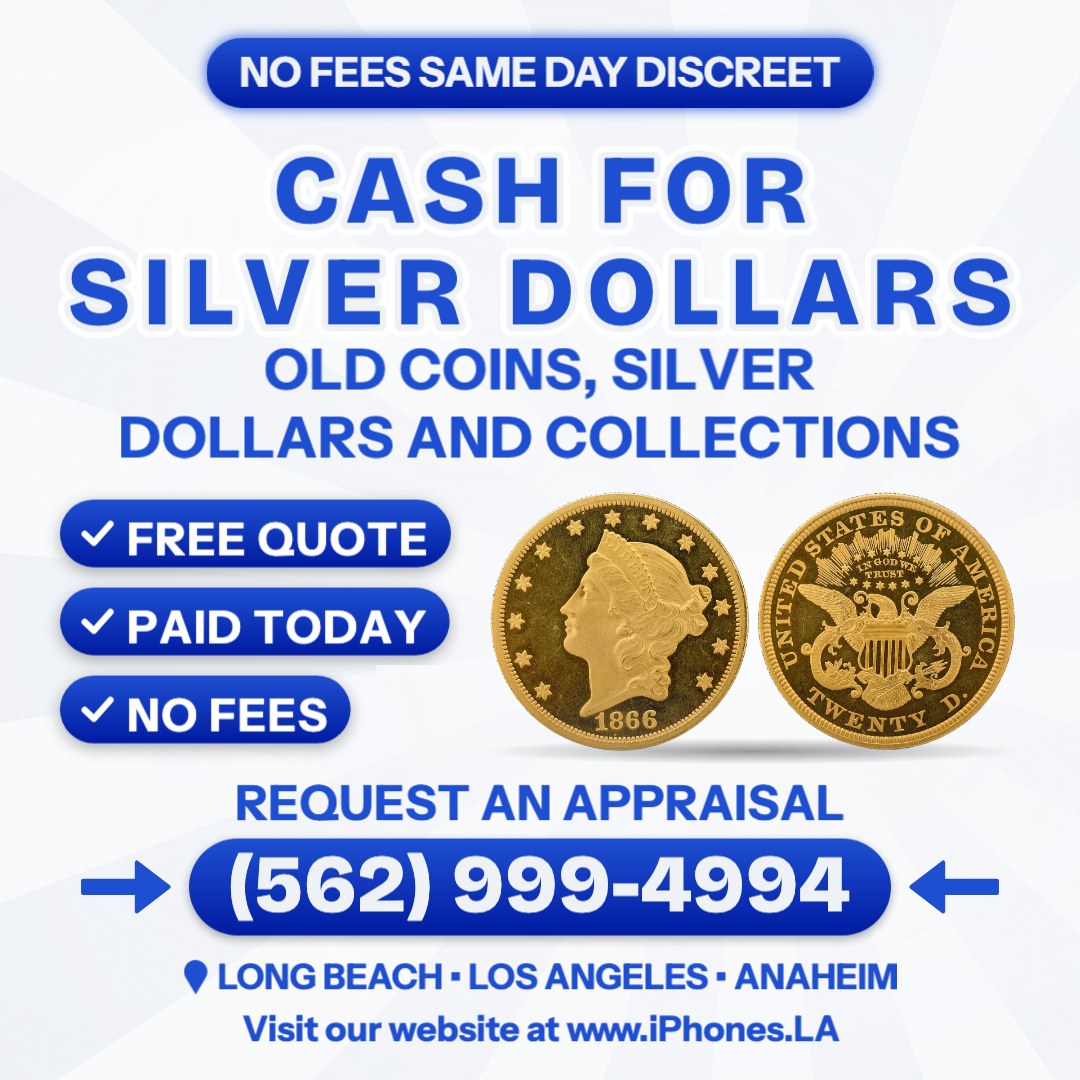 NO FEES SAME DAY DISCREET
CASH FOR
SILVER DOLLARS
OLD COINS, SILVER
DOLLARS AND COLLECTIONS
✓ FREE QUOTE
✓ PAID TODAY
✓ NO FEES
1866
UNITED STATES OF AMERICA
IN GOD WE
TRUST
TWENTY D.
REQUEST AN APPRAISAL
(562) 999-4994
LONG BEACH ▪ LOS ANGELES ▪ ANAHEIM
Visit our website at www.iPhones.LA